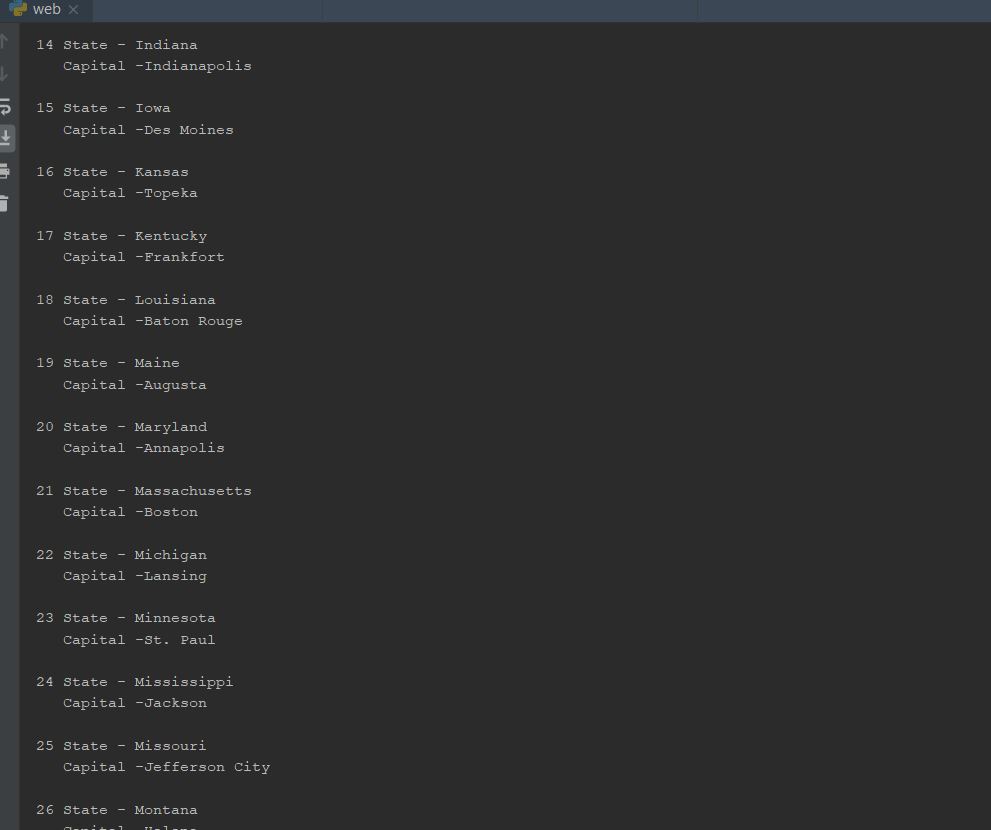 web
14 State - Indiana
Capital -Indianapolis
15 State - Iowa
Capital -Des Moines
16 State - Kansas
Capital -Topeka
17 State - Kentucky
Capital -Frankfort
18 State - Louisiana
Capital -Baton Rouge
19 State - Maine
Capital -Augusta
20 State - Maryland
Capital -Annapolis
21 State - Massachusetts
Capital -Boston
22 State - Michigan
Capital -Lansing
23 State - Minnesota
Capital -St. Paul
24 State - Mississippi
Capital -Jackson
25 State - Missouri
Capital -Jefferson City
26 State - Montana